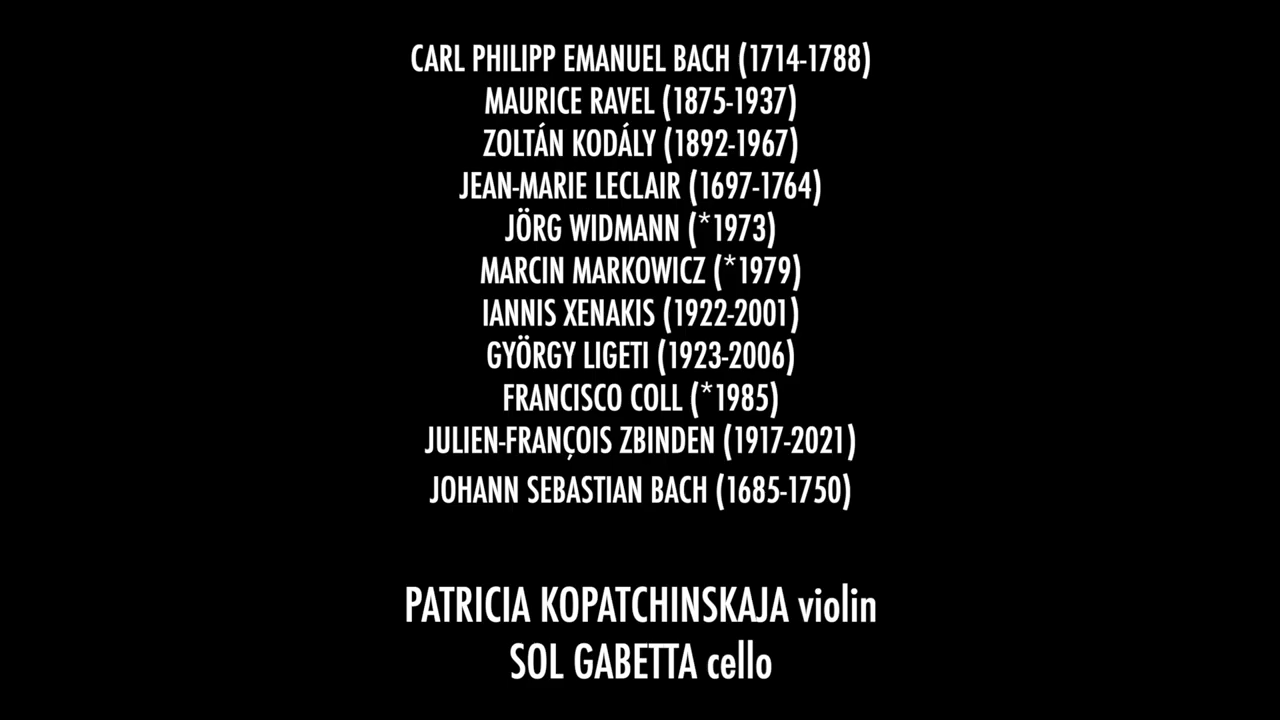 CARL PHILIPP EMANUEL BACH (1714-1788)
MAURICE RAVEL (1875-1937)
ZOLTÁN KODÁLY (1892-1967)
JEAN-MARIE LECLAIR (1697-1764)
JÖRG WIDMANN (*1973)
MARCIN MARKOWICZ (*1979)
IANNIS XENAKIS (1922-2001)
GYÖRGY LIGETI (1923-2006)
FRANCISCO COLL (*1985)
JULIEN-FRANÇOIS ZBINDEN (1917-2021)
JOHANN SEBASTIAN BACH (1685-1750)
PATRICIA KOPATCHINSKAJA violin
SOL GABETTA cello